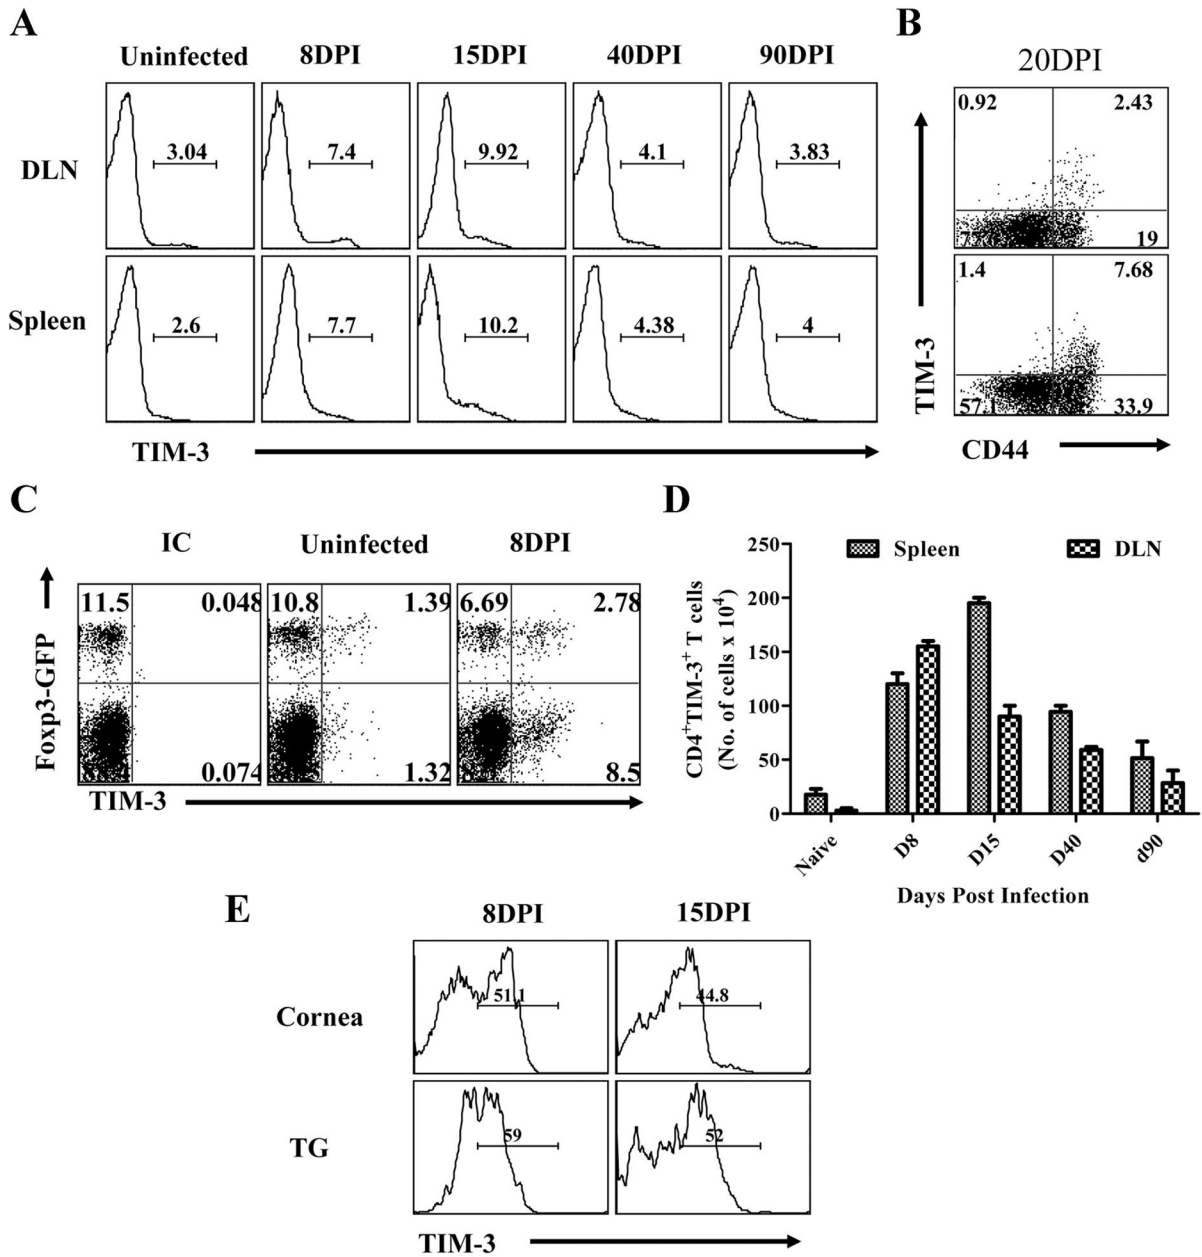 A
Uninfected 8DPI 15DPI 40DPI 90DPI
DLN
3.04 7.4 9.92 4.1 3.83
Spleen
2.6 7.7 10.2 4.38 4
TIM-3
B
20DPI
0.92 2.43
19
1.4 7.68
57.1 33.9
TIM-3
CD44
C
IC Uninfected 8DPI
11.5 0.048 10.8 1.39 6.69 2.78
0.074 1.32 8.5
Foxp3-GFP
TIM-3
D
Spleen DLN
250
200
150
100
50
0
CD4+TIM-3+ T cells
(No. of cells x 10⁴)
Naive D8 D15 D40 d90
Days Post Infection
E
8DPI 15DPI
Cornea
51.1 44.8
TG
59 52
TIM-3